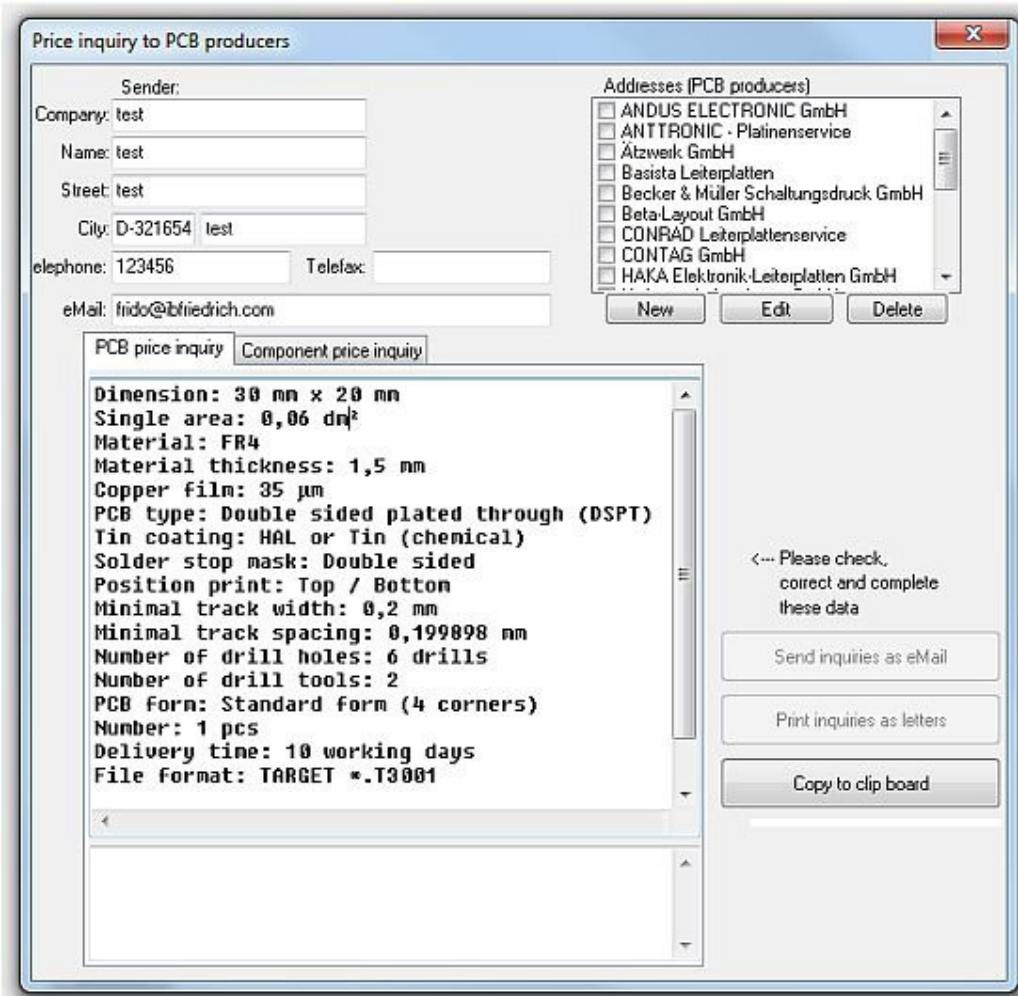 Price inquiry to PCB producers
Sender:
Company: test
Name: test
Street: test
City: D-321654 test
elephone: 123456 Telefax:
eMail: frido@ibfriedrich.com
Addresses (PCB producers)
ANDUS ELECTRONIC GmbH
ANTTRONIC - Platinenservice
Ätzwerk GmbH
Basista Leiterplatten
Becker & Müller Schaltungsdruck GmbH
Beta-Layout GmbH
CONRAD Leiterplattenservice
CONTAG GmbH
HAKA Elektronik-Leiterplatten GmbH
New Edit Delete
PCB price inquiry Component price inquiry
Dimension: 30 mm x 20 mm
Single area: 0,06 dm²
Material: FR4
Material thickness: 1,5 mm
Copper film: 35 µm
PCB type: Double sided plated through (DSPT)
Tin coating: HAL or Tin (chemical)
Solder stop mask: Double sided
Position print: Top / Bottom
Minimal track width: 0,2 mm
Minimal track spacing: 0,199898 mm
Number of drill holes: 6 drills
Number of drill tools: 2
PCB form: Standard form (4 corners)
Number: 1 pcs
Delivery time: 10 working days
File format: TARGET *.T3001
<--- Please check,
correct and complete
these data
Send inquiries as eMail
Print inquiries as letters
Copy to clip board